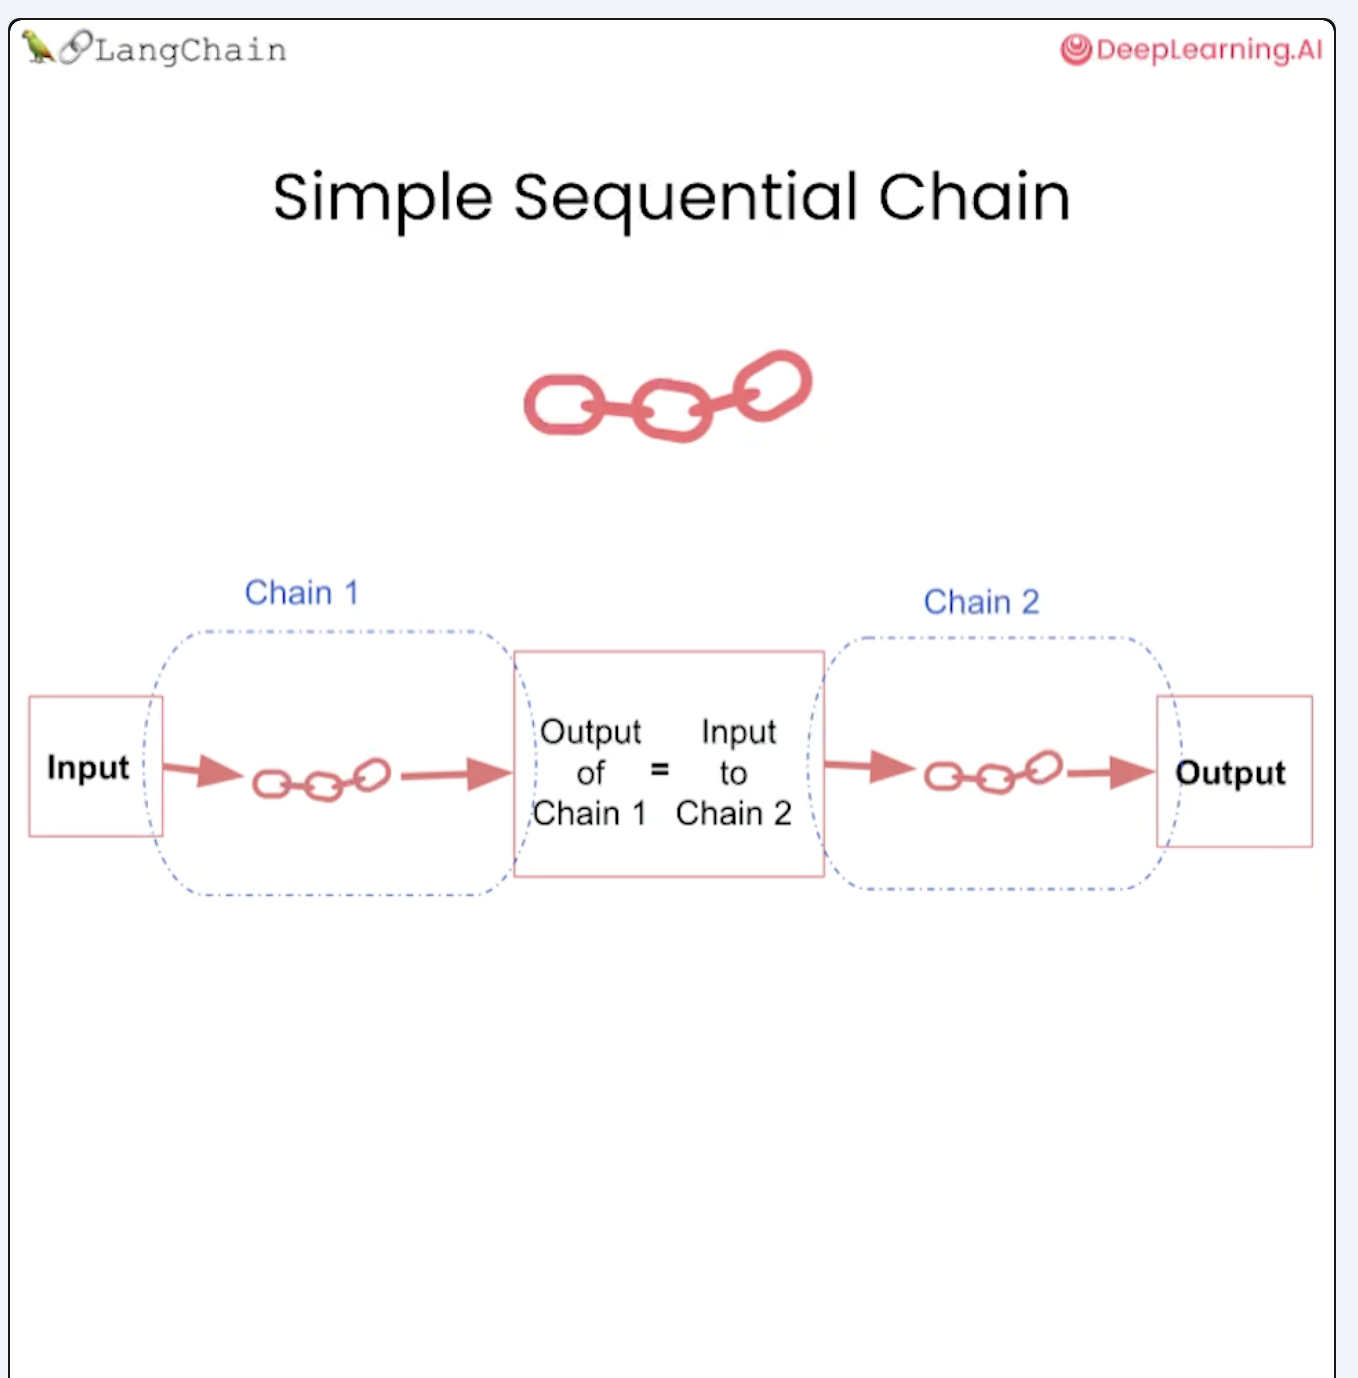 LangChain
DeepLearning.AI
Simple Sequential Chain
Chain 1
Chain 2
Input
Output
of
Chain 1
=
Input
to
Chain 2
Output